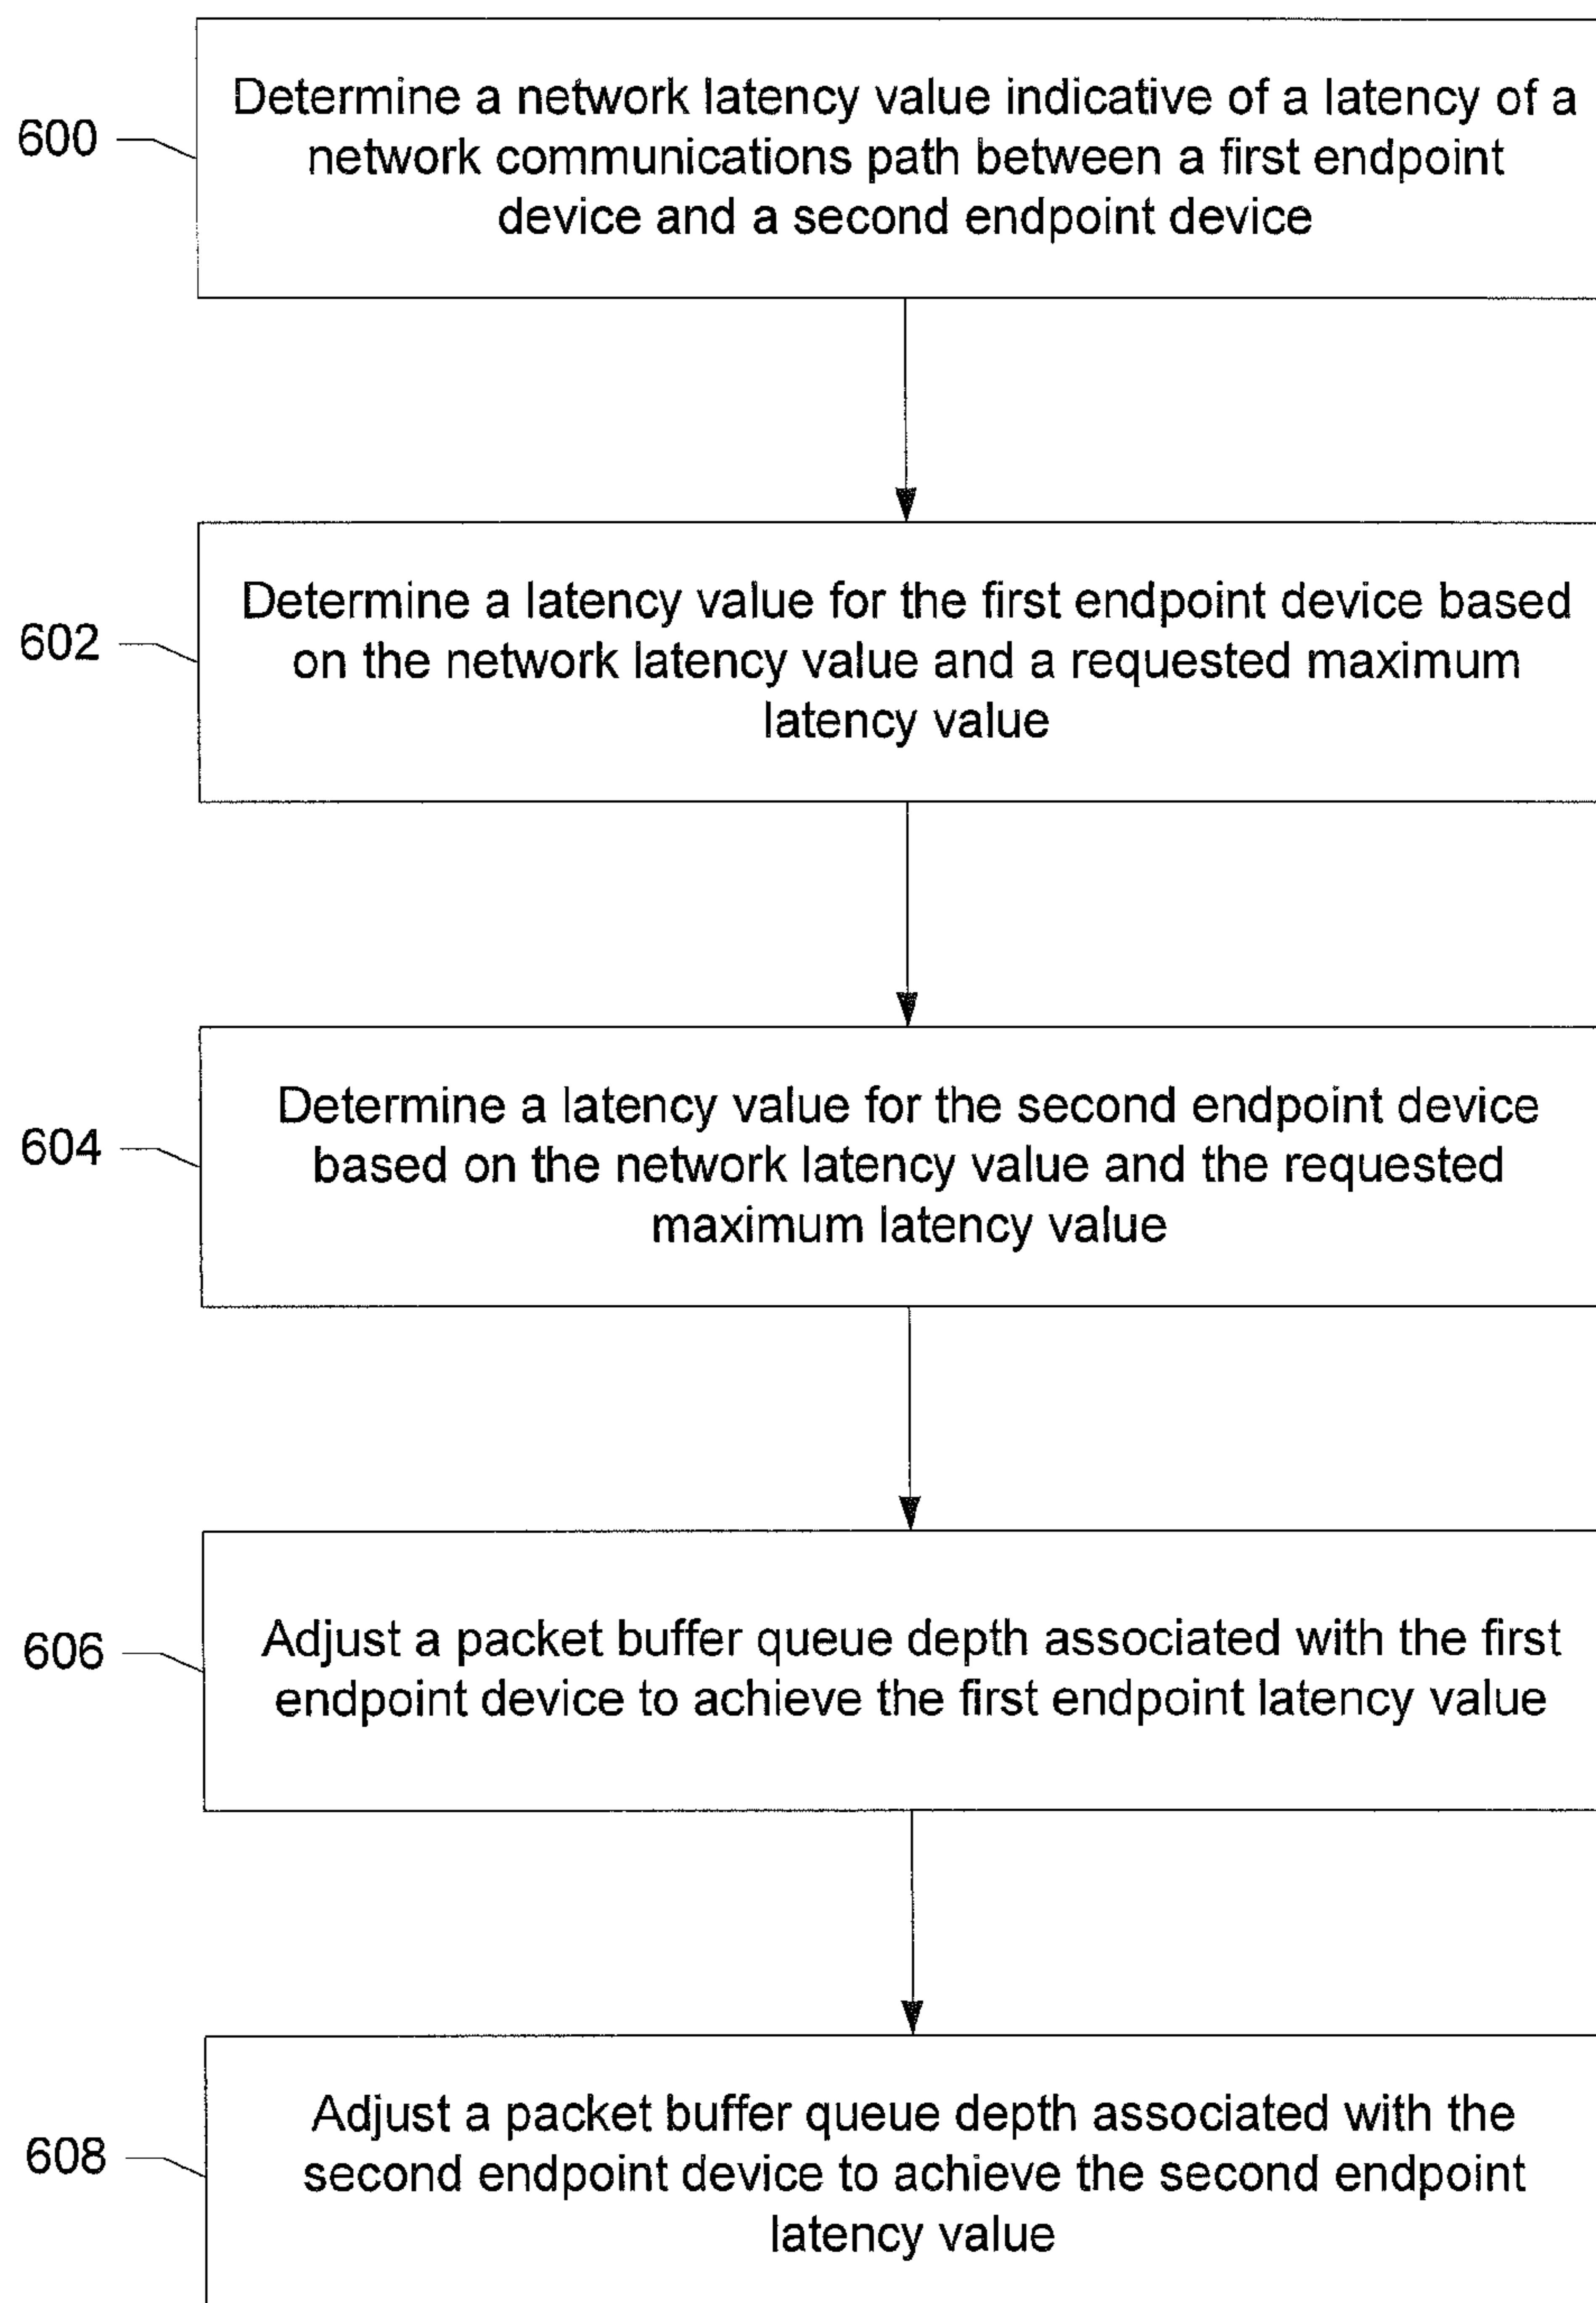 Determine a network latency value indicative of a latency of a
600
network communications path between a first endpoint
device and a second endpoint device
Determine a latency value for the first endpoint device based
602
on the network latency value and a requested maximum
latency value
Determine a latency value for the second endpoint device
604
based on the network latency value and the requested
maximum latency value
606
Adjust a packet buffer queue depth associated with the first
endpoint device to achieve the first endpoint latency value
Adjust a packet buffer queue depth associated with the
608
second endpoint device to achieve the second endpoint
latency value